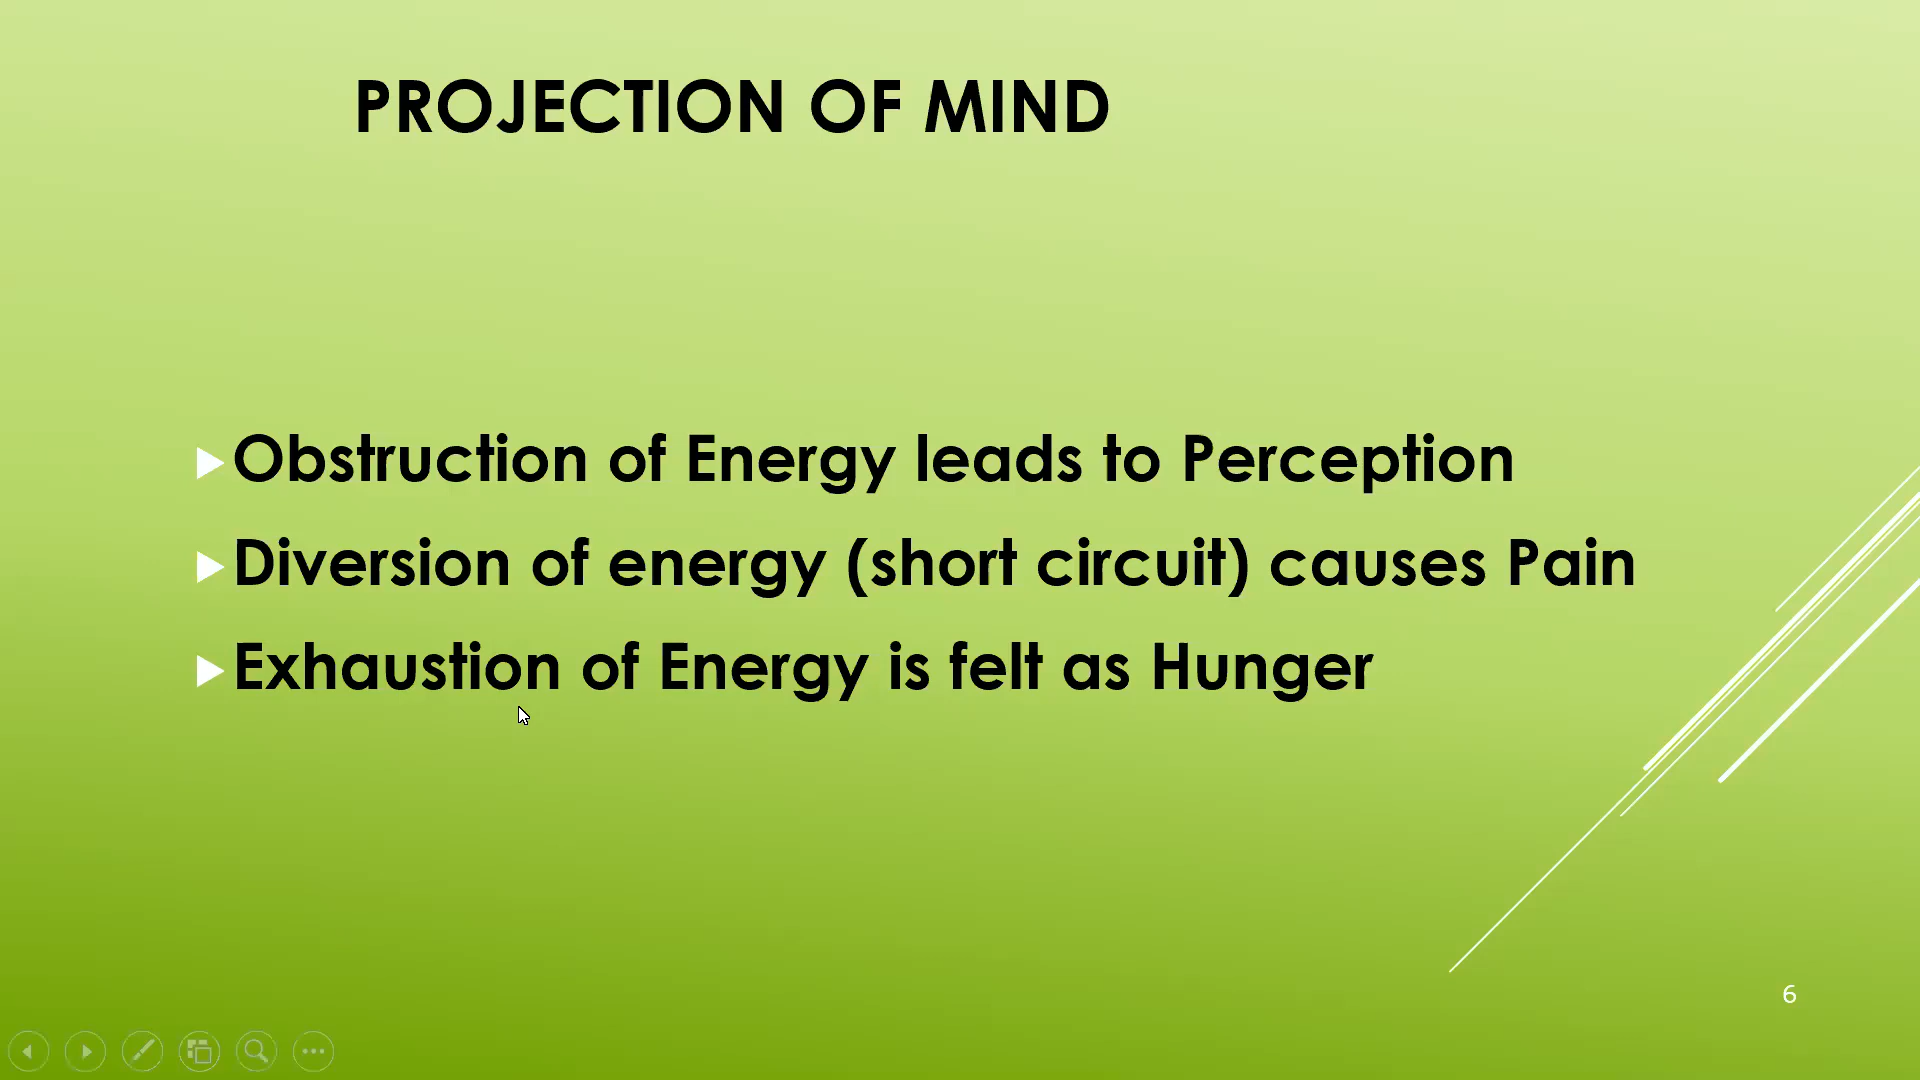 PROJECTION OF MIND
Obstruction of Energy leads to Perception
Diversion of energy (short circuit) causes Pain
Exhaustion of Energy is felt as Hunger
6